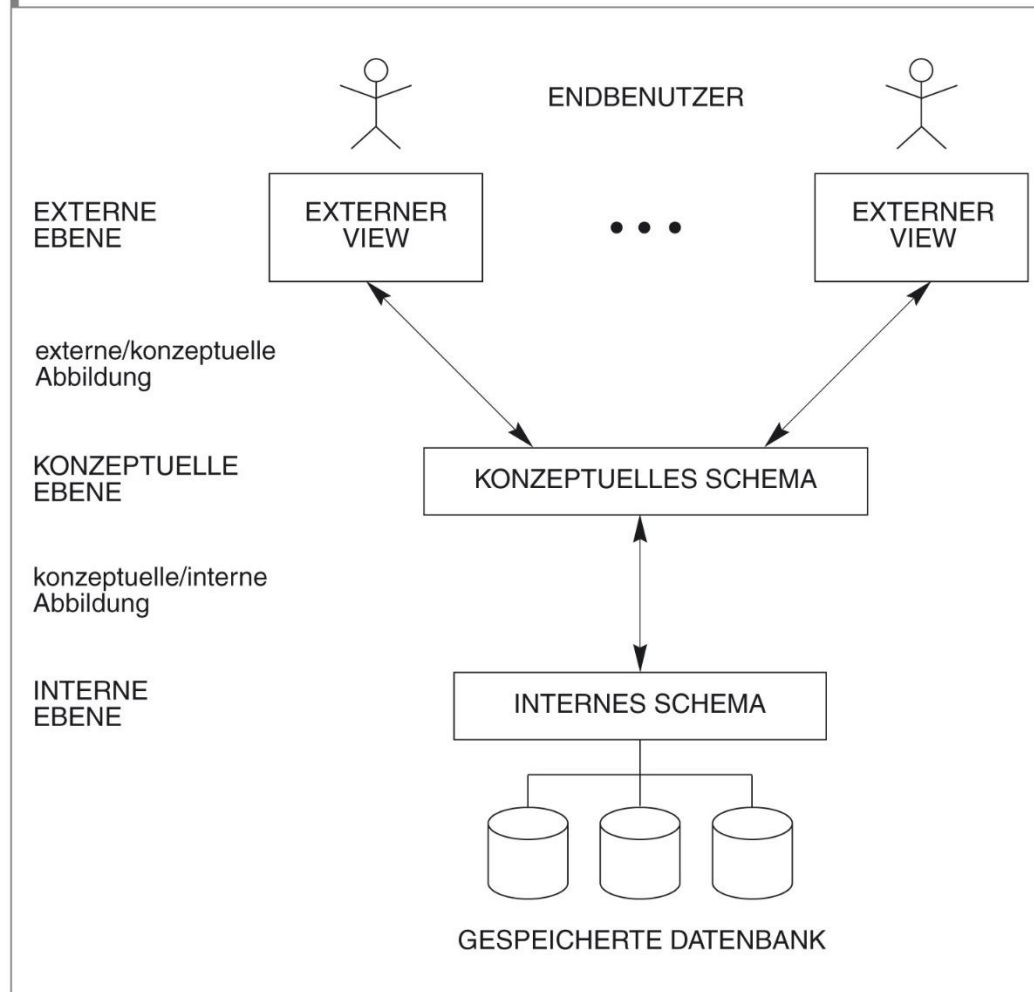 ENDBENUTZER
EXTERNE
EBENE
EXTERNER
VIEW
EXTERNER
VIEW
externe/konzeptuelle
Abbildung
KONZEPTUELLE
EBENE
KONZEPTUELLES SCHEMA
konzeptuelle/interne
Abbildung
INTERNE
EBENE
INTERNES SCHEMA
GESPEICHERTE DATENBANK